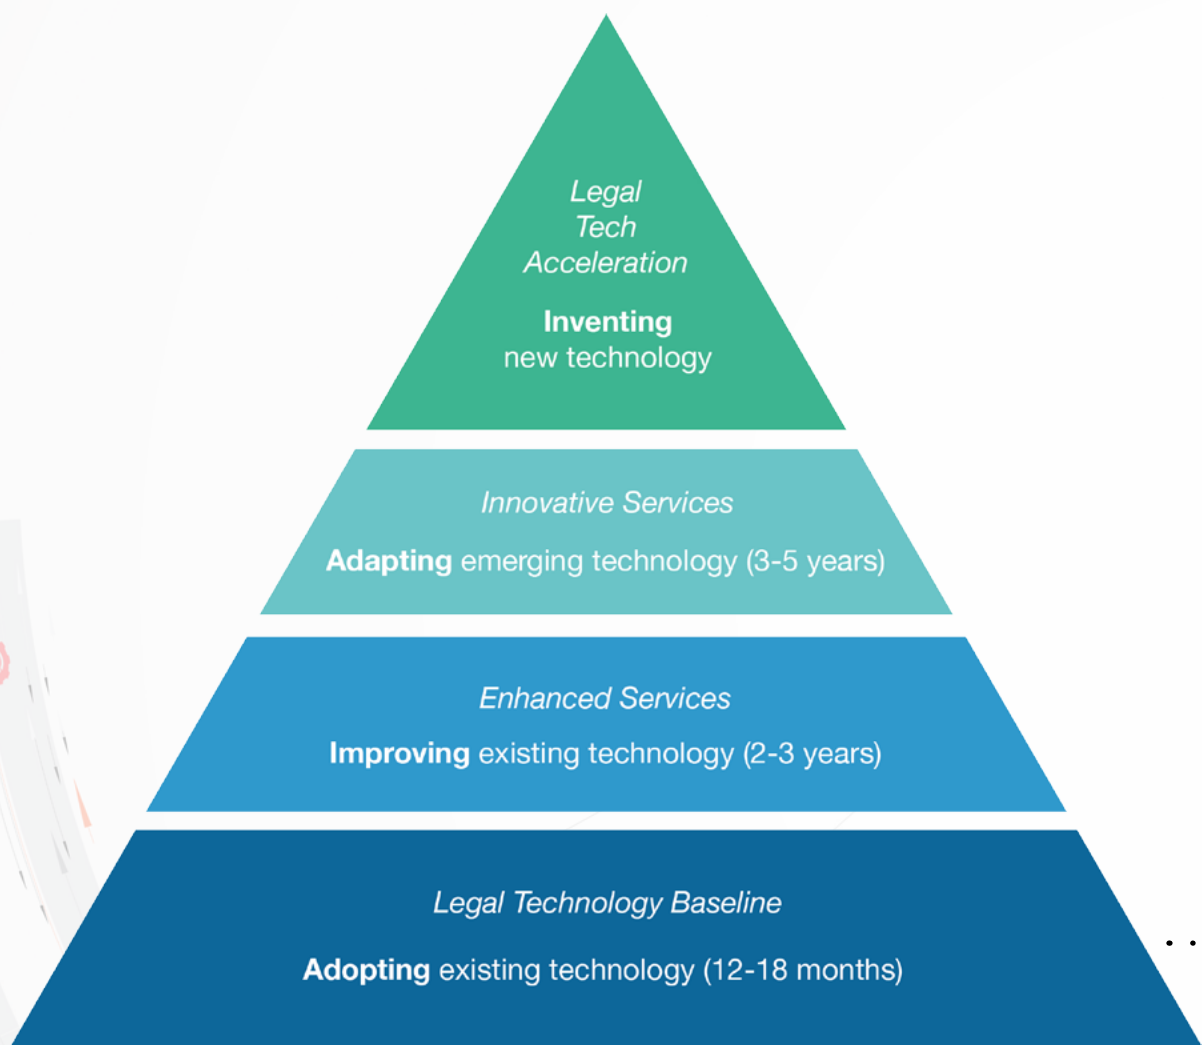 Legal
Tech
Acceleration
Inventing
new technology
Innovative Services
Adapting emerging technology (3-5 years)
Enhanced Services
Improving existing technology (2-3 years)
Legal Technology Baseline
Adopting existing technology (12-18 months)